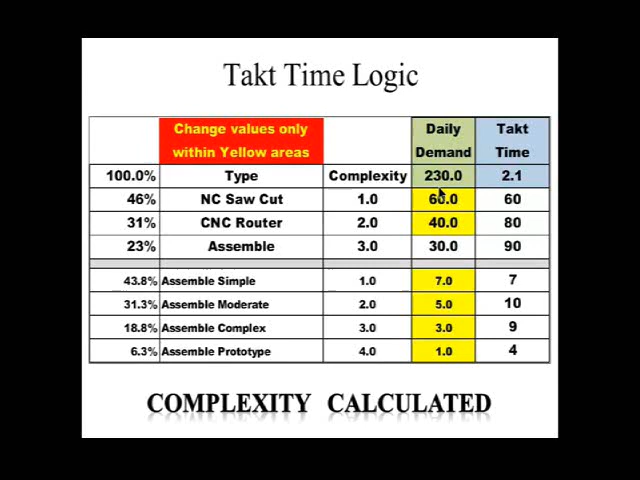 Takt Time Logic
Change values only Daily Takt
within Yellow areas Demand Time
100.0% Type Complexity 230.0 2.1
46% NC Saw Cut 1.0 60.0 60
31% CNC Router 2.0 40.0 80
23% Assemble 3.0 30.0 90
43.8% Assemble Simple 1.0 7.0 7
31.3% Assemble Moderate 2.0 5.0 10
18.8% Assemble Complex 3.0 3.0 9
6.3% Assemble Prototype 4.0 1.0 4
COMPLEXITY CALCULATED